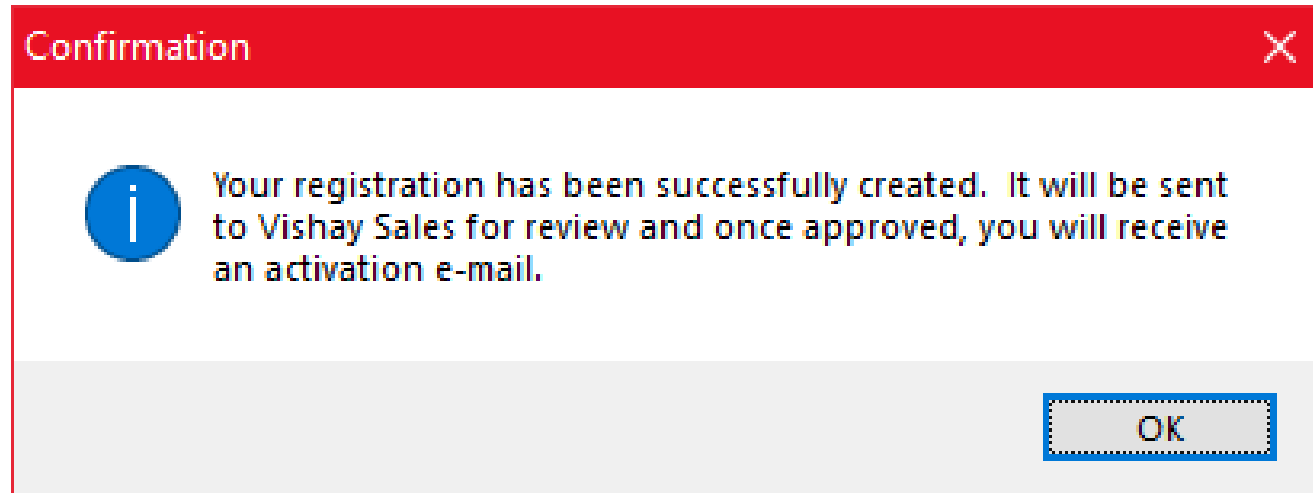 Confirmation
Your registration has been successfully created.  It will be sent
to Vishay Sales for review and once approved, you will receive
an activation e-mail.
OK